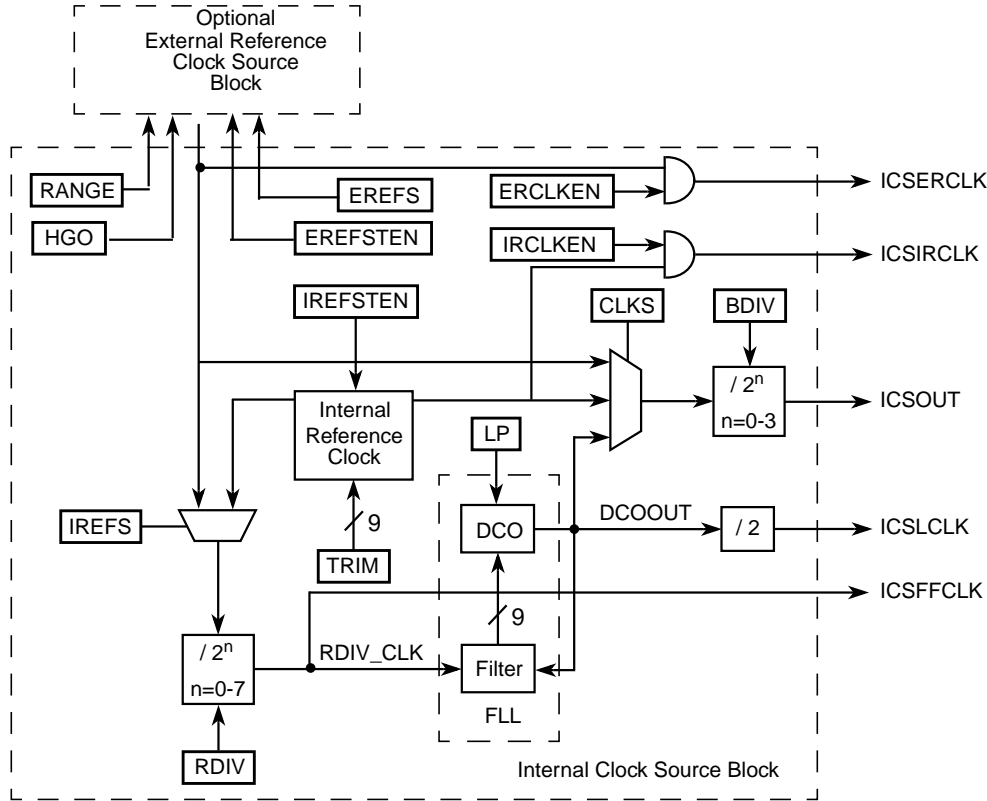 Optional
External Reference
Clock Source
Block
RANGE
HGO
EREFS
EREFSTEN
ERCLKEN
ICSERCLK
IRCLKEN
ICSIRCLK
IREFSTEN
CLKS
BDIV
Internal
Reference
Clock
/ 2n
n=0-3
ICSOUT
LP
IREFS
9
TRIM
DCO
DCOOUT
/ 2
ICSLCLK
ICSFFCLK
9
/ 2n
n=0-7
RDIV_CLK
Filter
FLL
RDIV
Internal Clock Source Block